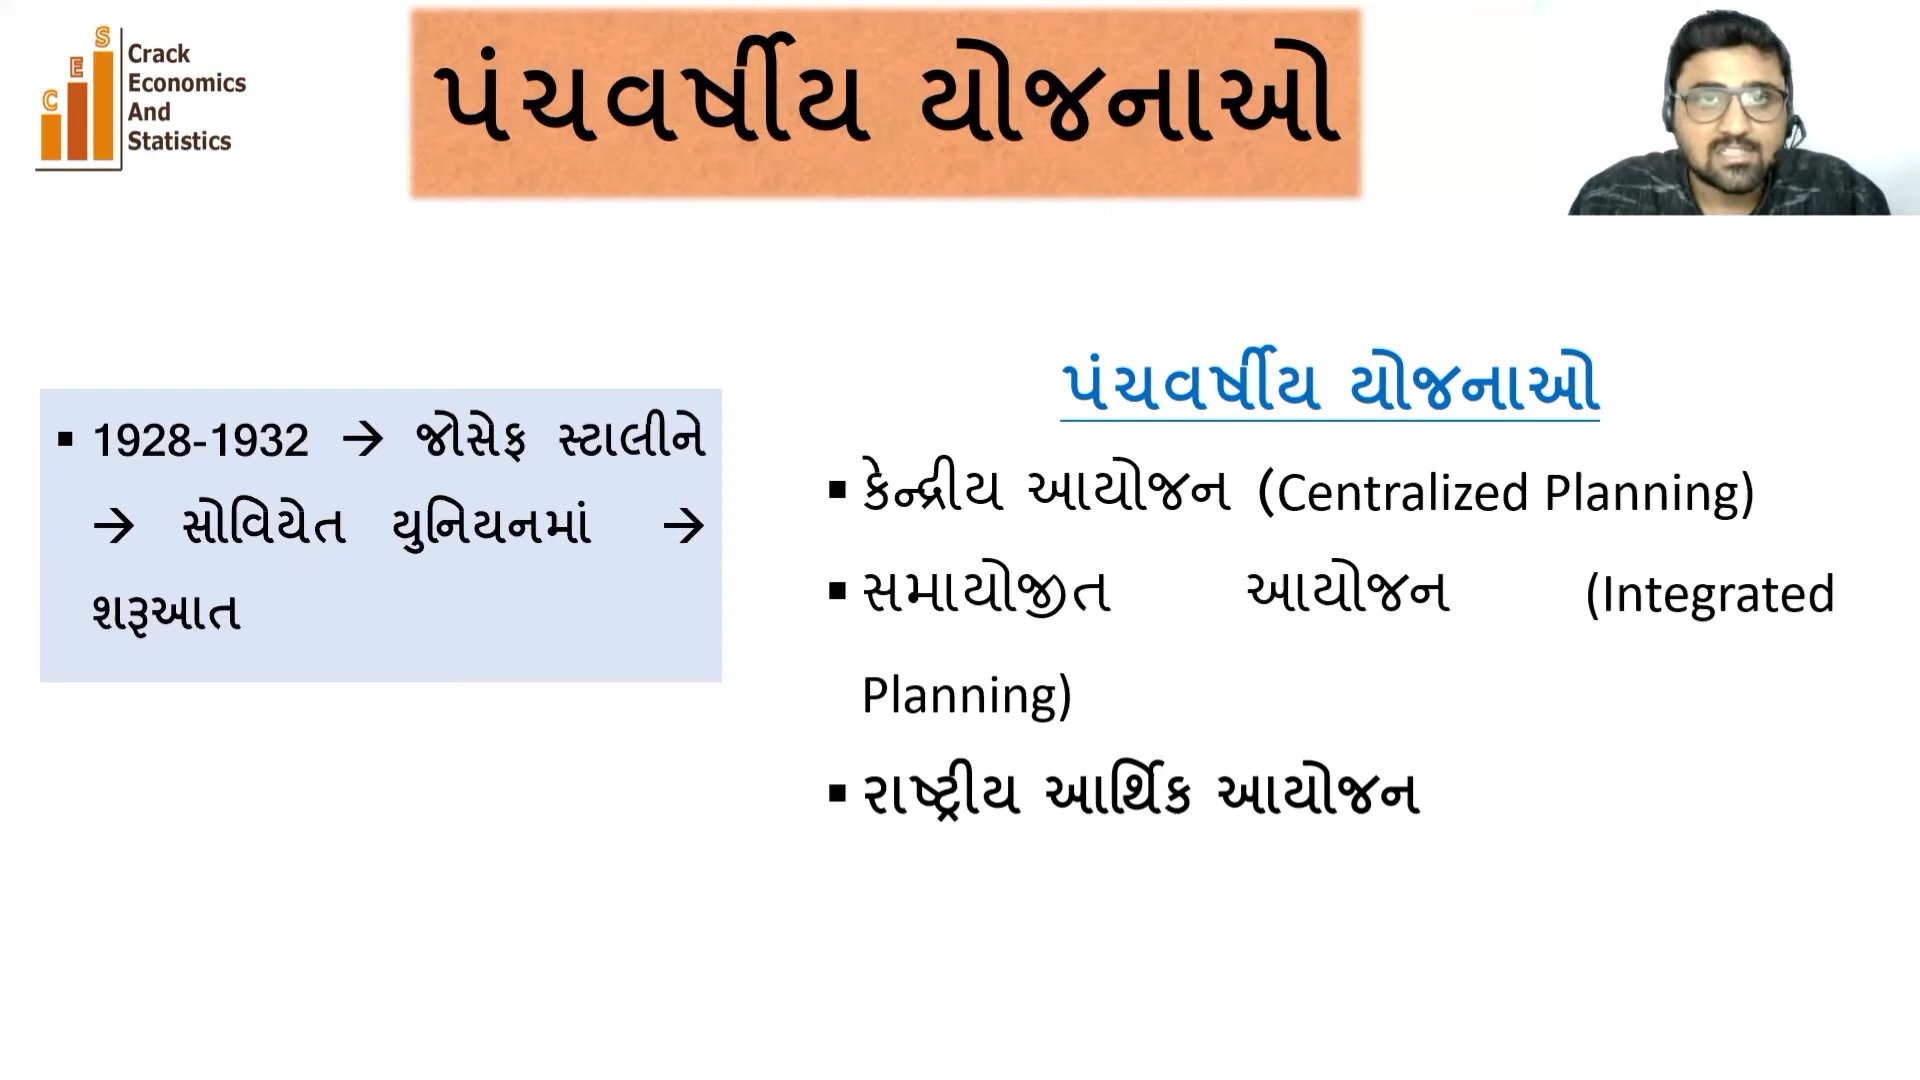 C E S
Crack
Economics
And
Statistics
પંચવર્ષીય યોજનાઓ
▪ 1928-1932 → જોસેફ સ્ટાલીને
→ સોવિયેત યુનિયનમાં →
શરૂઆત
પંચવર્ષીય યોજનાઓ
▪ કેન્દ્રીય આયોજન (Centralized Planning)
▪ સમાયોજીત આયોજન (Integrated
Planning)
▪ રાષ્ટ્રીય આર્થિક આયોજન